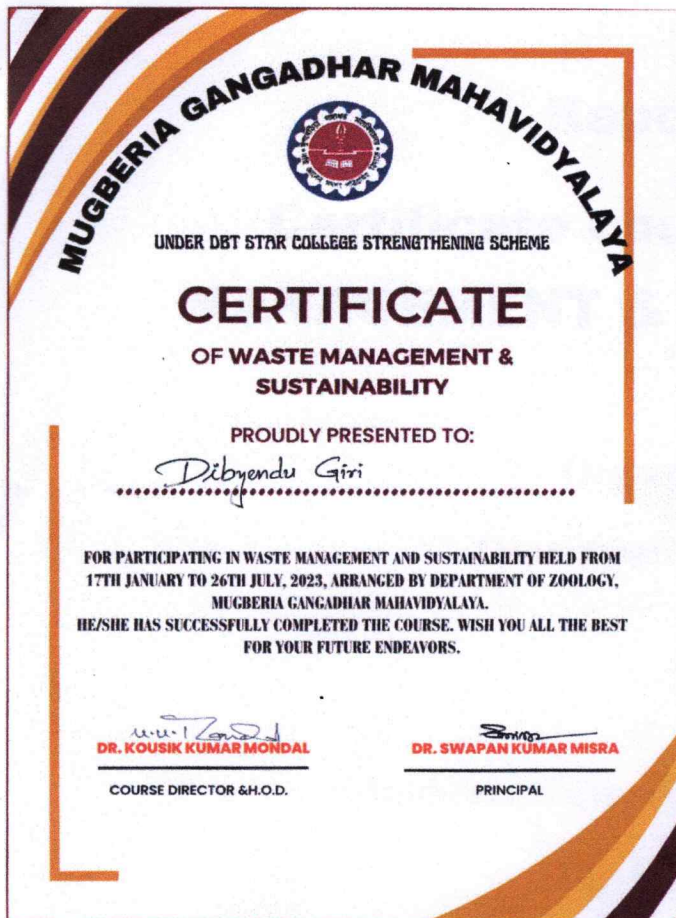 MUGBERIA GANGADHAR MAHAVIDYALAYA
UNDER DBT STAR COLLEGE STRENGTHENING SCHEME
CERTIFICATE
OF WASTE MANAGEMENT &
SUSTAINABILITY
PROUDLY PRESENTED TO:
Dibyendu Giri
FOR PARTICIPATING IN WASTE MANAGEMENT AND SUSTAINABILITY HELD FROM
17TH JANUARY TO 26TH JULY, 2023, ARRANGED BY DEPARTMENT OF ZOOLOGY,
MUGBERIA GANGADHAR MAHAVIDYALAYA.
HE/SHE HAS SUCCESSFULLY COMPLETED THE COURSE. WISH YOU ALL THE BEST
FOR YOUR FUTURE ENDEAVORS.
DR. KOUSIK KUMAR MONDAL
DR. SWAPAN KUMAR MISRA
COURSE DIRECTOR &H.O.D.
PRINCIPAL